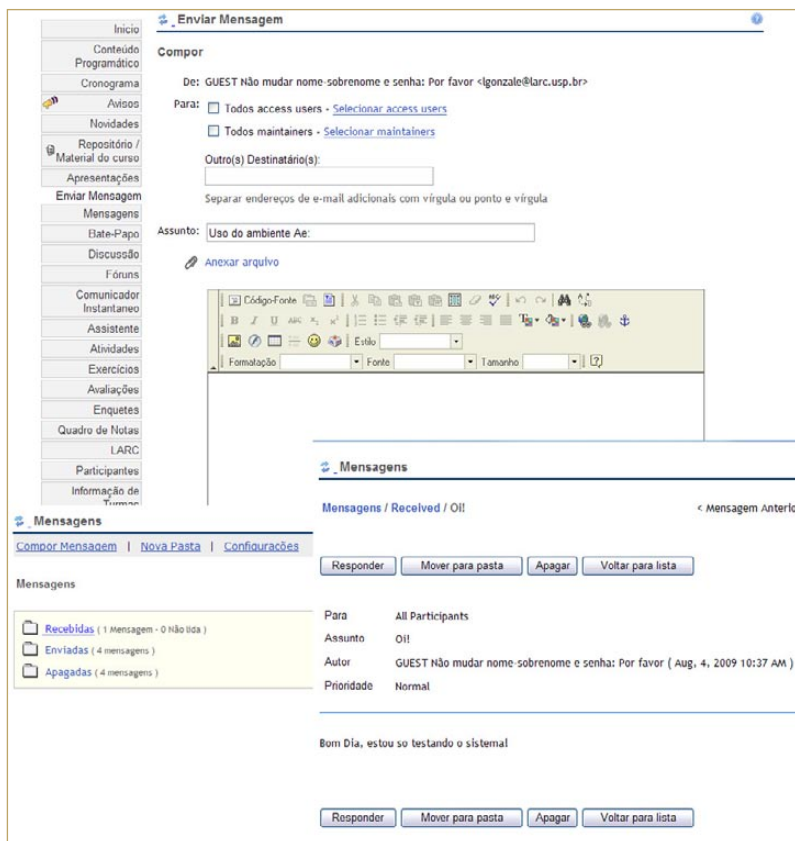 Inicio
Conteúdo
Programático
Cronograma
Avisos
Novidades
Repositório /
Material do curso
Apresentações
Enviar Mensagem
Mensagens
Bate-Papo
Discussão
Fóruns
Comunicador
Instantaneo
Assistente
Atividades
Exercícios
Avaliações
Enquetes
Quadro de Notas
LARC
Participantes
Informação de
Turmas
Enviar Mensagem
Compor
De: GUEST Não mudar nome-sobrenome e senha: Por favor <lgonzale@larc.usp.br>
Para: Todos access users - Selecionar access users
Todos maintainers - Selecionar maintainers
Outro(s) Destinatário(s):
Separar endereços de e-mail adicionais com vírgula ou ponto e vírgula
Assunto: Uso do ambiente Ae:
Anexar arquivo
Código-Fonte
B I U ABC x₂ x²
Estilo
Formatação Fonte Tamanho
Mensagens
Compor Mensagem | Nova Pasta | Configurações
Mensagens
Recebidas ( 1 Mensagem - 0 Não lida )
Enviadas ( 4 mensagens )
Apagadas ( 4 mensagens )
Mensagens
Mensagens / Received / Oi! < Mensagem Anterio
Responder Mover para pasta Apagar Voltar para lista
Para All Participants
Assunto Oi!
Autor GUEST Não mudar nome-sobrenome e senha: Por favor ( Aug, 4, 2009 10:37 AM )
Prioridade Normal
Bom Dia, estou so testando o sistema!
Responder Mover para pasta Apagar Voltar para lista